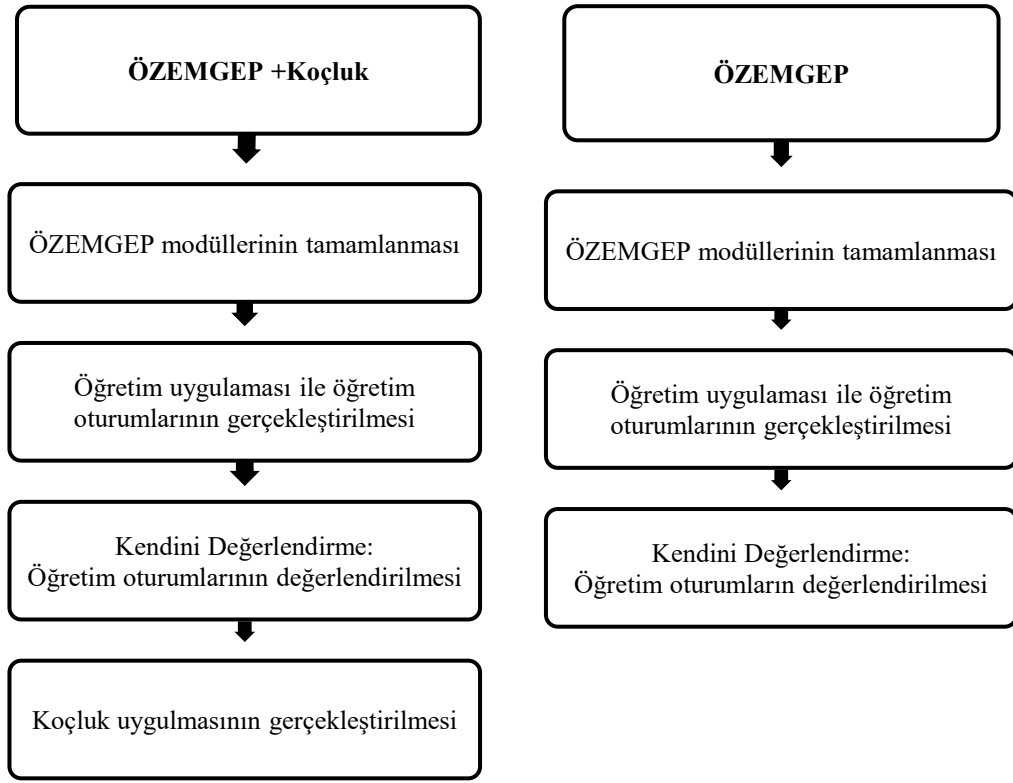 ÖZEMGEP +Koçluk
ÖZEMGEP modüllerinin tamamlanması
Öğretim uygulaması ile öğretim
oturumlarının gerçekleştirilmesi
Kendini Değerlendirme:
Öğretim oturumlarının değerlendirilmesi
Koçluk uygulmasının gerçekleştirilmesi
ÖZEMGEP
ÖZEMGEP modüllerinin tamamlanması
Öğretim uygulaması ile öğretim
oturumlarının gerçekleştirilmesi
Kendini Değerlendirme:
Öğretim oturumların değerlendirilmesi